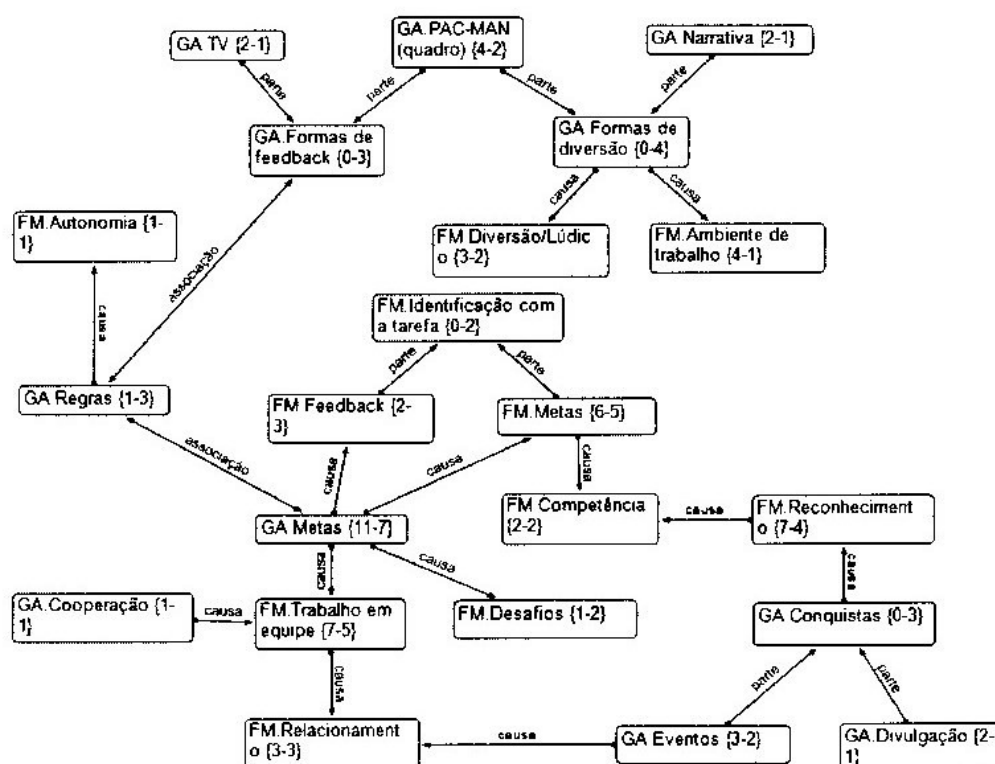 GA TV {2-1}
GA.PAC-MAN
(quadro) {4-2}
GA Narrativa {2-1}
parte
parte
parte
parte
GA.Formas de
feedback {0-3}
GA Formas de
diversão {0-4}
causa
causa
FM.Autonomia {1-
1}
FM Diversão/Lúdic
o {3-2}
FM.Ambiente de
trabalho {4-1}
associação
causa
FM.Identificação com
a tarefa {0-2}
parte
parte
GA Regras {1-3}
FM Feedback {2-
3}
FM.Metas {6-5}
associação
causa
causa
causa
GA Metas {11-7}
FM Competência
{2-2}
causa
FM.Reconheciment
o {7-4}
causa
causa
causa
GA.Cooperação {1-
1}
causa
FM.Trabalho em
equipe {7-5}
FM.Desafios {1-2}
GA Conquistas {0-3}
causa
parte
parte
FM.Relacionament
o {3-3}
causa
GA Eventos {3-2}
GA.Divulgação {2-
1}